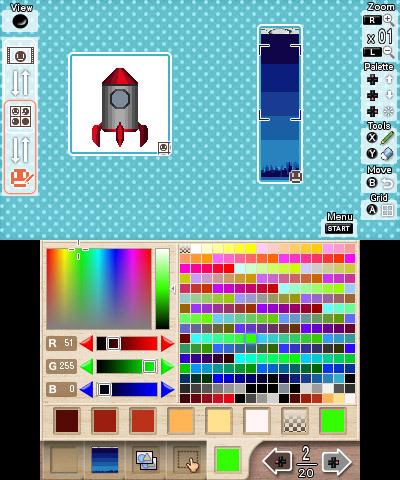 View
Zoom
R
x 01
L
Palette
Tools
X
Y
Move
B
Grid
A
Menu
START
R 51
G 255
B 0
2
20